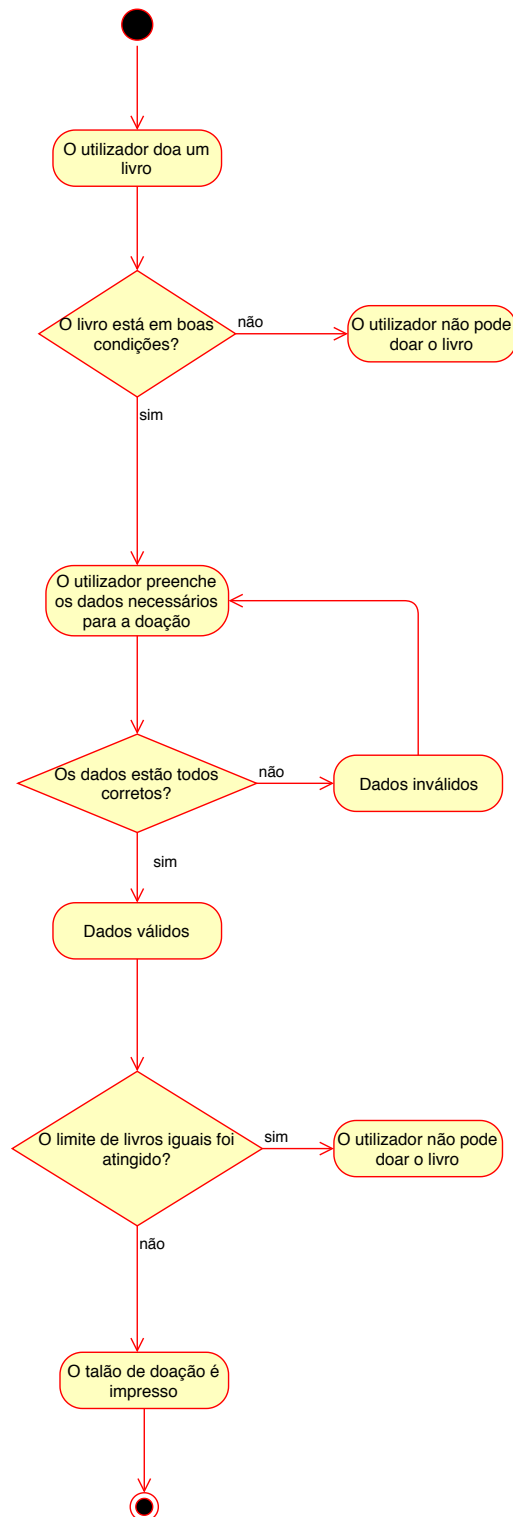 O utilizador doa um
livro
O livro está em boas
condições?
não
O utilizador não pode
doar o livro
sim
O utilizador preenche
os dados necessários
para a doação
Os dados estão todos
corretos?
não
Dados inválidos
sim
Dados válidos
O limite de livros iguais foi
atingido?
sim
O utilizador não pode
doar o livro
não
O talão de doação é
impresso